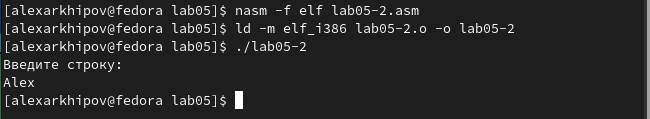 [alexarkhipov@fedora lab05]$ nasm -f elf lab05-2.asm
[alexarkhipov@fedora lab05]$ ld -m elf_i386 lab05-2.o -o lab05-2
[alexarkhipov@fedora lab05]$ ./lab05-2
Введите строку:
Alex
[alexarkhipov@fedora lab05]$